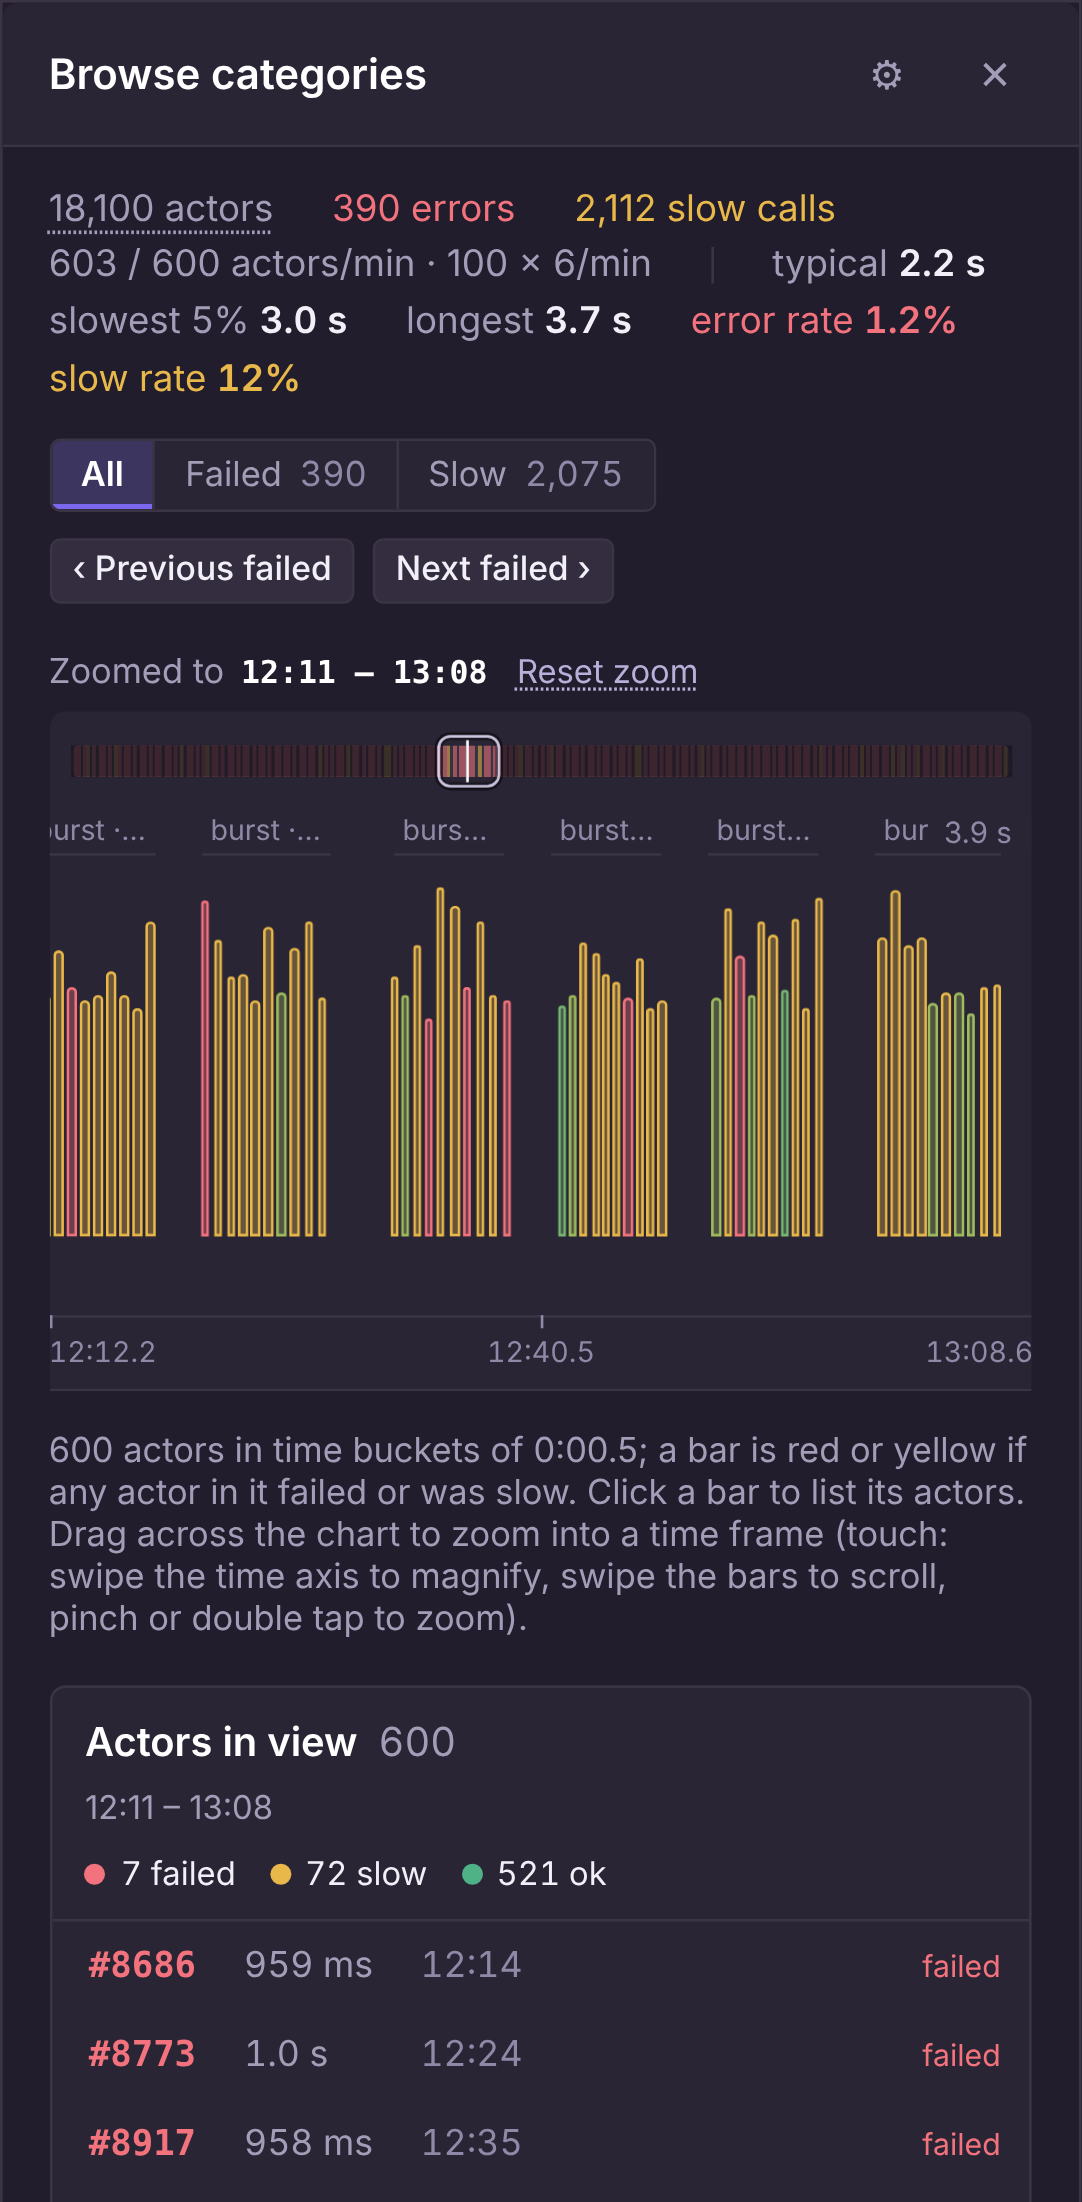 Browse categories ⚙ ×
18,100 actors 390 errors 2,112 slow calls
603 / 600 actors/min · 100 × 6/min | typical 2.2 s
slowest 5% 3.0 s longest 3.7 s error rate 1.2%
slow rate 12%
All Failed 390 Slow 2,075
‹ Previous failed Next failed ›
Zoomed to 12:11 – 13:08 Reset zoom
urst ·… burst ·… burs… burst… burst… bur 3.9 s
12:12.2 12:40.5 13:08.6
600 actors in time buckets of 0:00.5; a bar is red or yellow if
any actor in it failed or was slow. Click a bar to list its actors.
Drag across the chart to zoom into a time frame (touch:
swipe the time axis to magnify, swipe the bars to scroll,
pinch or double tap to zoom).
Actors in view 600
12:11 – 13:08
7 failed 72 slow 521 ok
#8686 959 ms 12:14 failed
#8773 1.0 s 12:24 failed
#8917 958 ms 12:35 failed